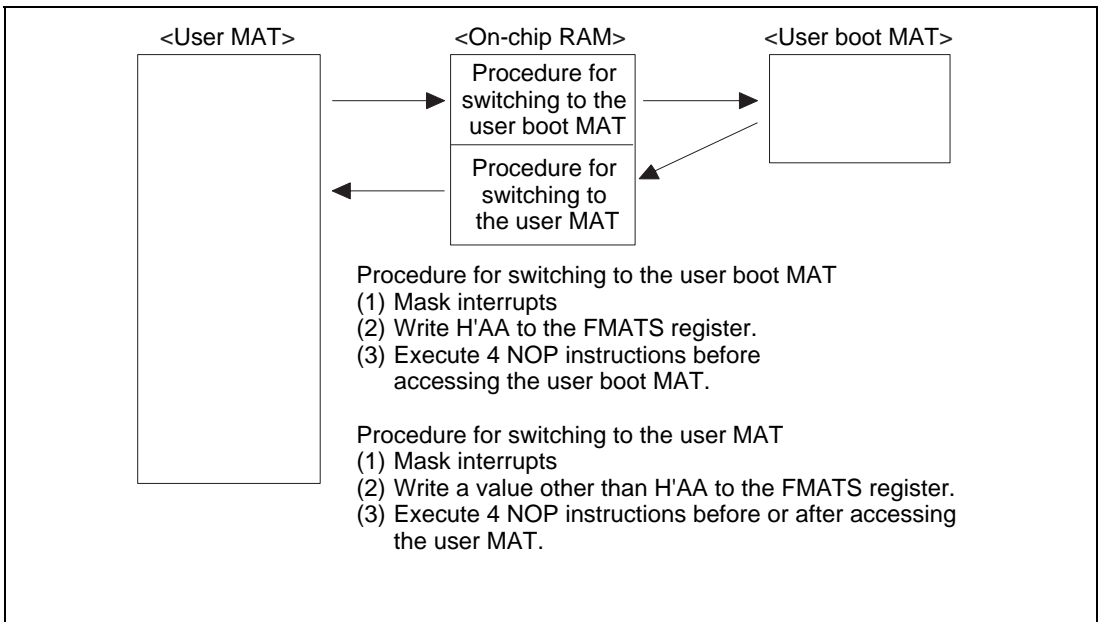 <User MAT>
<On-chip RAM>
<User boot MAT>
Procedure for
switching to the
user boot MAT
Procedure for
switching to
the user MAT
Procedure for switching to the user boot MAT
(1) Mask interrupts
(2) Write H'AA to the FMATS register.
(3) Execute 4 NOP instructions before
accessing the user boot MAT.
Procedure for switching to the user MAT
(1) Mask interrupts
(2) Write a value other than H'AA to the FMATS register.
(3) Execute 4 NOP instructions before or after accessing
the user MAT.